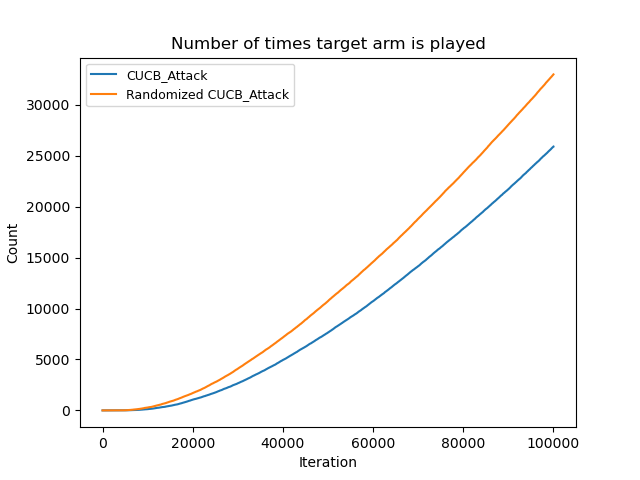 Number of times target arm is played
CUCB_Attack
Randomized CUCB_Attack
Count
30000
25000
20000
15000
10000
5000
0
0 20000 40000 60000 80000 100000
Iteration